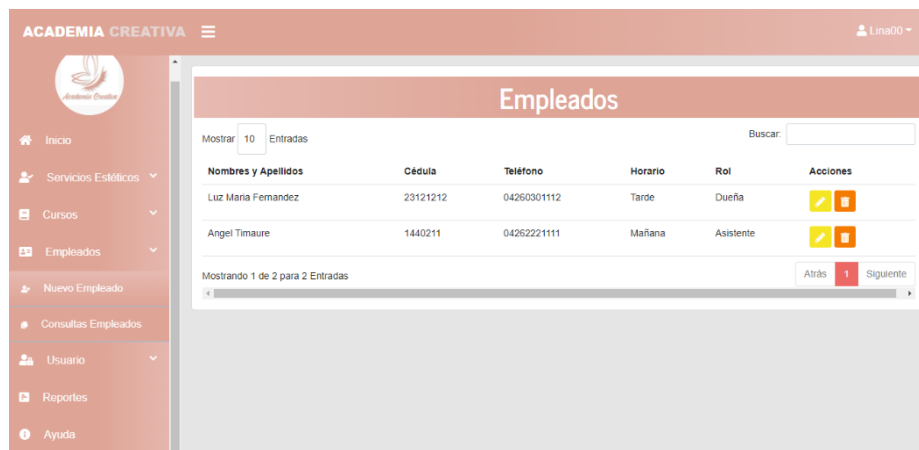 ACADEMIA CREATIVA
Lina00
Academia Creativa
Inicio
Servicios Estéticos
Cursos
Empleados
Nuevo Empleado
Consultas Empleados
Usuario
Reportes
Ayuda
Empleados
Mostrar 10 Entradas
Buscar:
Nombres y Apellidos Cédula Teléfono Horario Rol Acciones
Luz Maria Fernandez 23121212 04260301112 Tarde Dueña
Angel Timaure 1440211 04262221111 Mañana Asistente
Mostrando 1 de 2 para 2 Entradas
Atrás 1 Siguiente